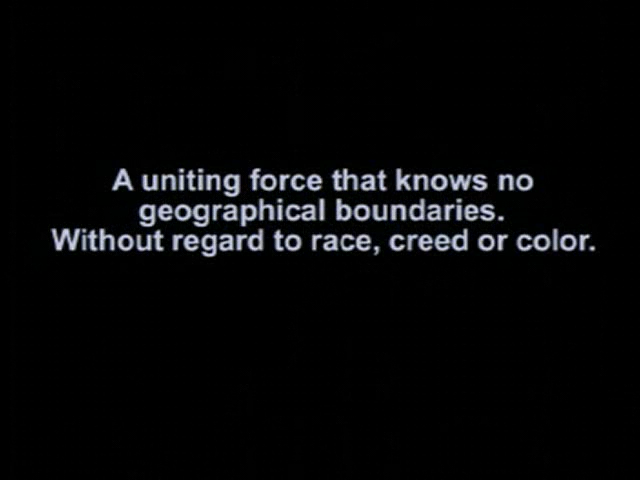 A uniting force that knows no
geographical boundaries.
Without regard to race, creed or color.